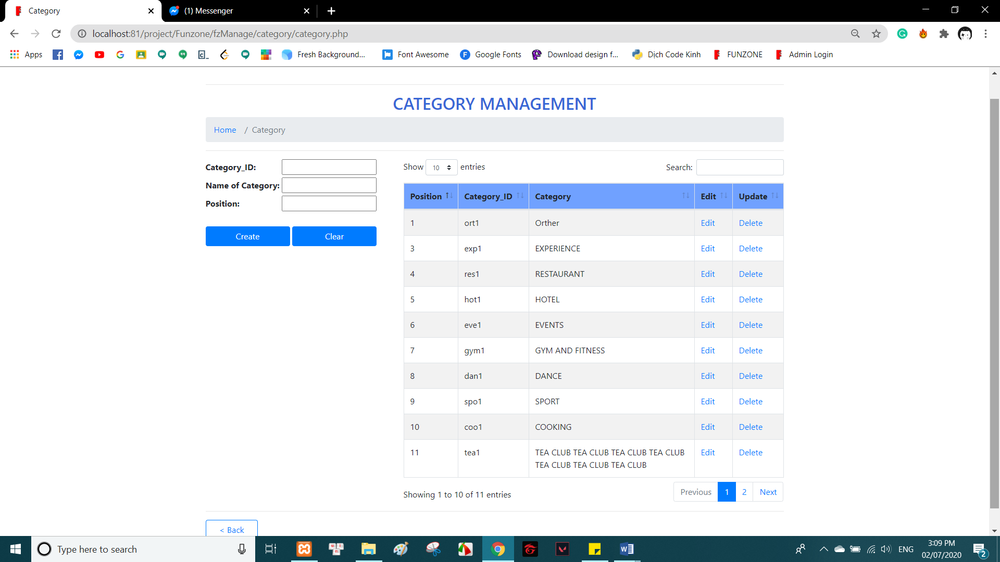 Category
(1) Messenger
localhost:81/project/Funzone/fzManage/category/category.php
Apps Fresh Background... Font Awesome Google Fonts Download design f... Dịch Code Kinh FUNZONE Admin Login
CATEGORY MANAGEMENT
Home / Category
Category_ID:
Name of Category:
Position:
Create Clear
Show 10 entries Search:
Position Category_ID Category Edit Update
1 ort1 Orther Edit Delete
3 exp1 EXPERIENCE Edit Delete
4 res1 RESTAURANT Edit Delete
5 hot1 HOTEL Edit Delete
6 eve1 EVENTS Edit Delete
7 gym1 GYM AND FITNESS Edit Delete
8 dan1 DANCE Edit Delete
9 spo1 SPORT Edit Delete
10 coo1 COOKING Edit Delete
11 tea1 TEA CLUB TEA CLUB TEA CLUB TEA CLUB Edit Delete
TEA CLUB TEA CLUB TEA CLUB
Showing 1 to 10 of 11 entries Previous 1 2 Next
< Back
Type here to search
ENG
3:09 PM
02/07/2020
2